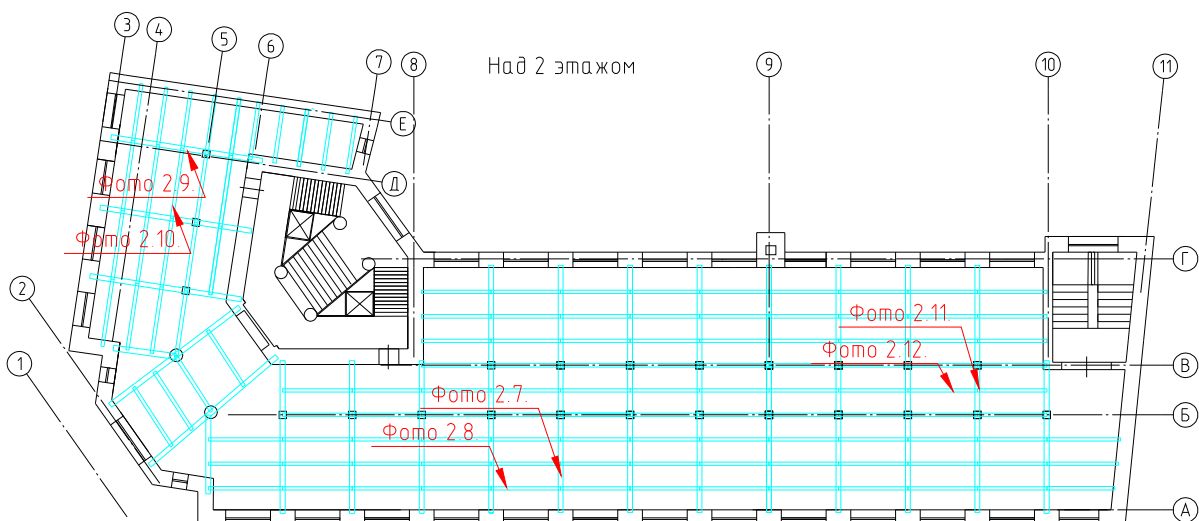 3
4
5
6
7
8
Над 2 этажом
9
10
11
Е
Д
Фото 2.9.
Фото 2.10.
Г
2
1
Фото 2.11.
Фото 2.12.
В
Фото 2.7.
Фото 2.8
Б
А